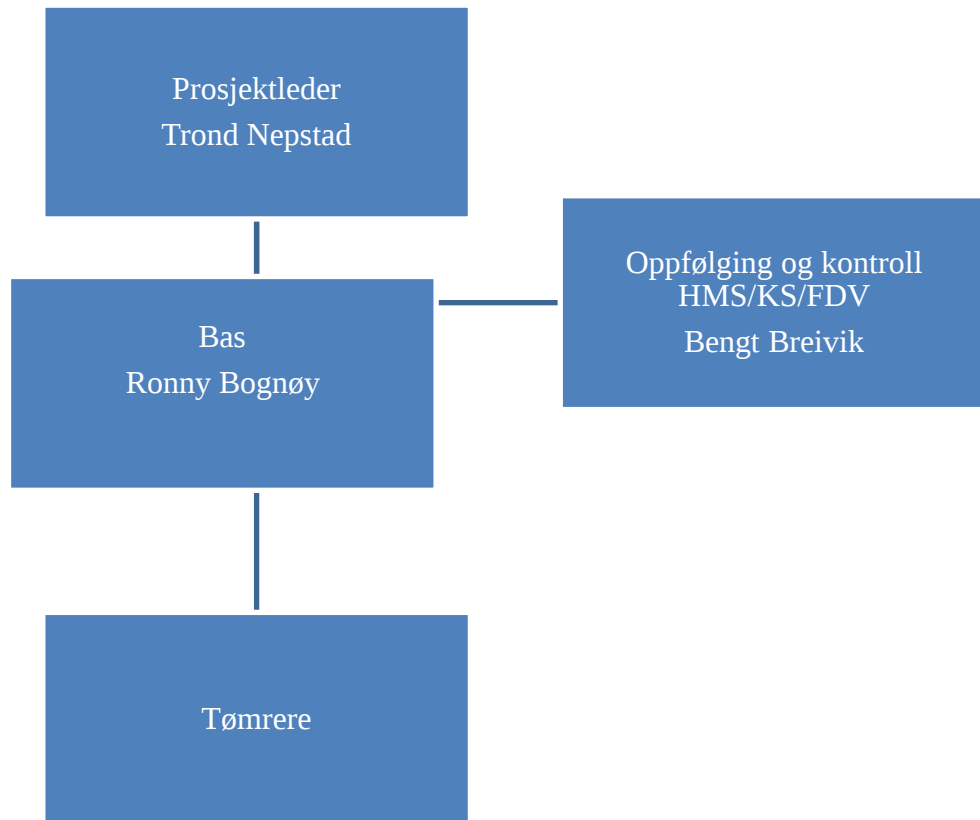 Prosjektleder
Trond Nepstad
Oppfølging og kontroll
HMS/KS/FDV
Bengt Breivik
Bas
Ronny Bognøy
Tømrere